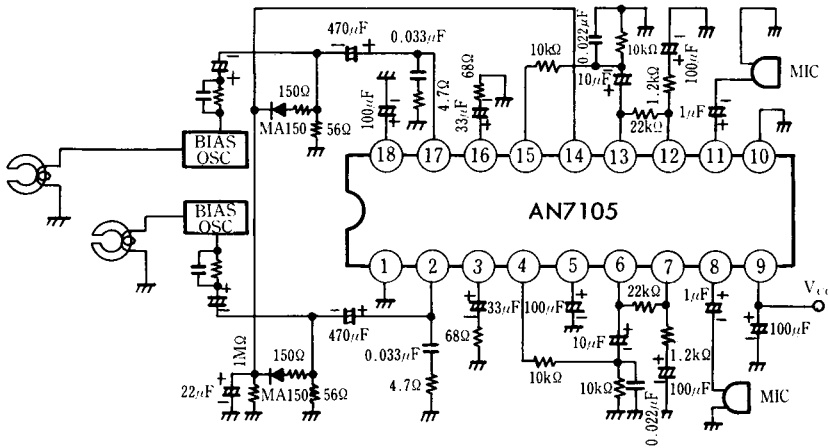 470μF
0.033μF
150Ω
MA150
56Ω
4.7Ω
100μF
68Ω
33μF
10kΩ
0.022μF
10kΩ
10μF
22kΩ
1.2kΩ
100μF
1μF
MIC
BIAS
OSC
BIAS
OSC
18
17
16
15
14
13
12
11
10
AN7105
1
2
3
4
5
6
7
8
9
Vcc
470μF
0.033μF
4.7Ω
33μF
68Ω
100μF
10μF
22kΩ
10kΩ
10kΩ
0.022μF
1.2kΩ
100μF
1μF
100μF
MIC
1MΩ
22μF
150Ω
MA150
56Ω